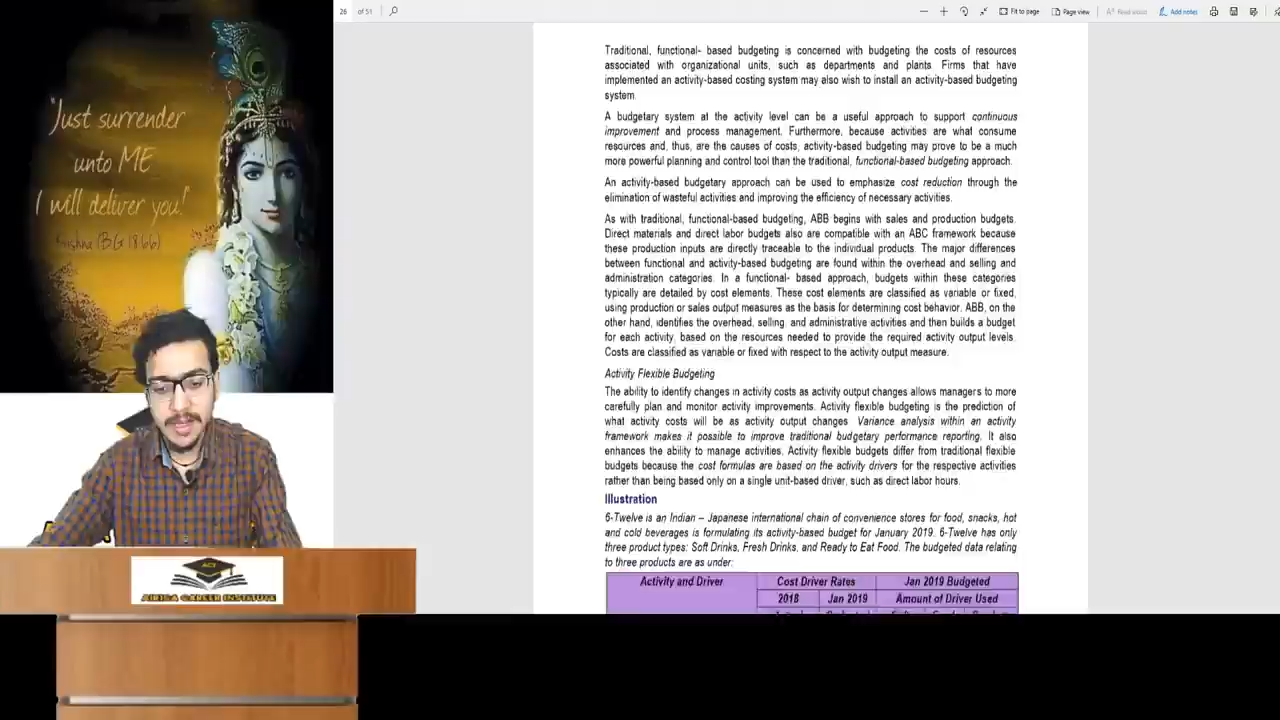 26 of 51
Fit to page
Page view
Read aloud
Add notes
"Just surrender
unto ME
I will deliver you!"
Krishna (BG 18.66)
ACI
AIRICA CAREER INSTITUTE
Traditional, functional- based budgeting is concerned with budgeting the costs of resources
associated with organizational units, such as departments and plants. Firms that have
implemented an activity-based costing system may also wish to install an activity-based budgeting
system.
A budgetary system at the activity level can be a useful approach to support continuous
improvement and process management. Furthermore, because activities are what consume
resources and, thus, are the causes of costs, activity-based budgeting may prove to be a much
more powerful planning and control tool than the traditional, functional-based budgeting approach.
An activity-based budgetary approach can be used to emphasize cost reduction through the
elimination of wasteful activities and improving the efficiency of necessary activities.
As with traditional, functional-based budgeting, ABB begins with sales and production budgets.
Direct materials and direct labor budgets also are compatible with an ABC framework because
these production inputs are directly traceable to the individual products. The major differences
between functional and activity-based budgeting are found within the overhead and selling and
administration categories. In a functional- based approach, budgets within these categories
typically are detailed by cost elements. These cost elements are classified as variable or fixed,
using production or sales output measures as the basis for determining cost behavior. ABB, on the
other hand, identifies the overhead, selling, and administrative activities and then builds a budget
for each activity, based on the resources needed to provide the required activity output levels.
Costs are classified as variable or fixed with respect to the activity output measure.
Activity Flexible Budgeting
The ability to identify changes in activity costs as activity output changes allows managers to more
carefully plan and monitor activity improvements. Activity flexible budgeting is the prediction of
what activity costs will be as activity output changes. Variance analysis within an activity
framework makes it possible to improve traditional budgetary performance reporting. It also
enhances the ability to manage activities. Activity flexible budgets differ from traditional flexible
budgets because the cost formulas are based on the activity drivers for the respective activities
rather than being based only on a single unit-based driver, such as direct labor hours.
Illustration
6-Twelve is an Indian – Japanese international chain of convenience stores for food, snacks, hot
and cold beverages is formulating its activity-based budget for January 2019. 6-Twelve has only
three product types: Soft Drinks, Fresh Drinks, and Ready to Eat Food. The budgeted data relating
to three products are as under:
Activity and Driver Cost Driver Rates Jan 2019 Budgeted
2018 Jan 2019 Amount of Driver Used